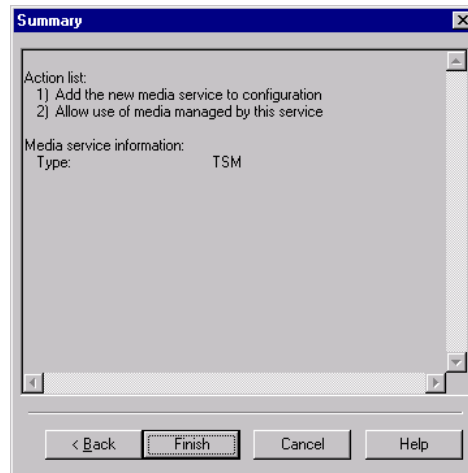 Summary
Action list:
1) Add the new media service to configuration
2) Allow use of media managed by this service
Media service information:
Type: TSM
< Back Finish Cancel Help